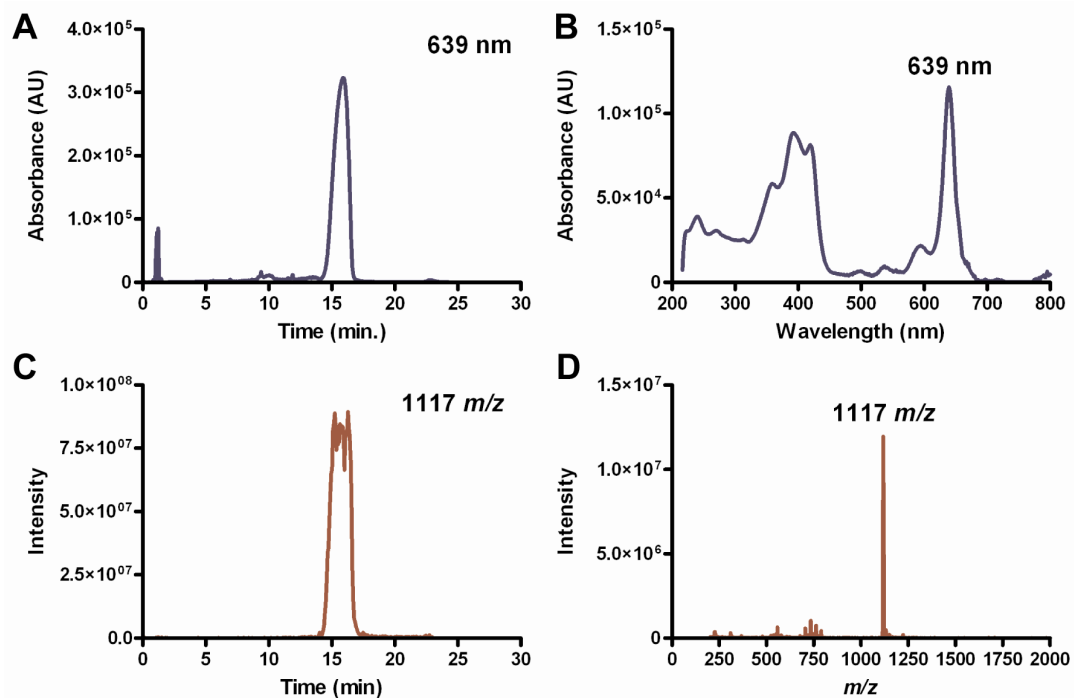 A
639 nm
Absorbance (AU)
4.0×10⁵
3.0×10⁵
2.0×10⁵
1.0×10⁵
0
0 5 10 15 20 25 30
Time (min.)
B
639 nm
Absorbance (AU)
1.5×10⁵
1.0×10⁵
5.0×10⁴
0
200 300 400 500 600 700 800
Wavelength (nm)
C
1117 m/z
Intensity
1.0×10⁰⁸
7.5×10⁰⁷
5.0×10⁰⁷
2.5×10⁰⁷
0.0
0 5 10 15 20 25 30
Time (min)
D
1117 m/z
Intensity
1.5×10⁷
1.0×10⁷
5.0×10⁶
0
0 250 500 750 1000 1250 1500 1750 2000
m/z